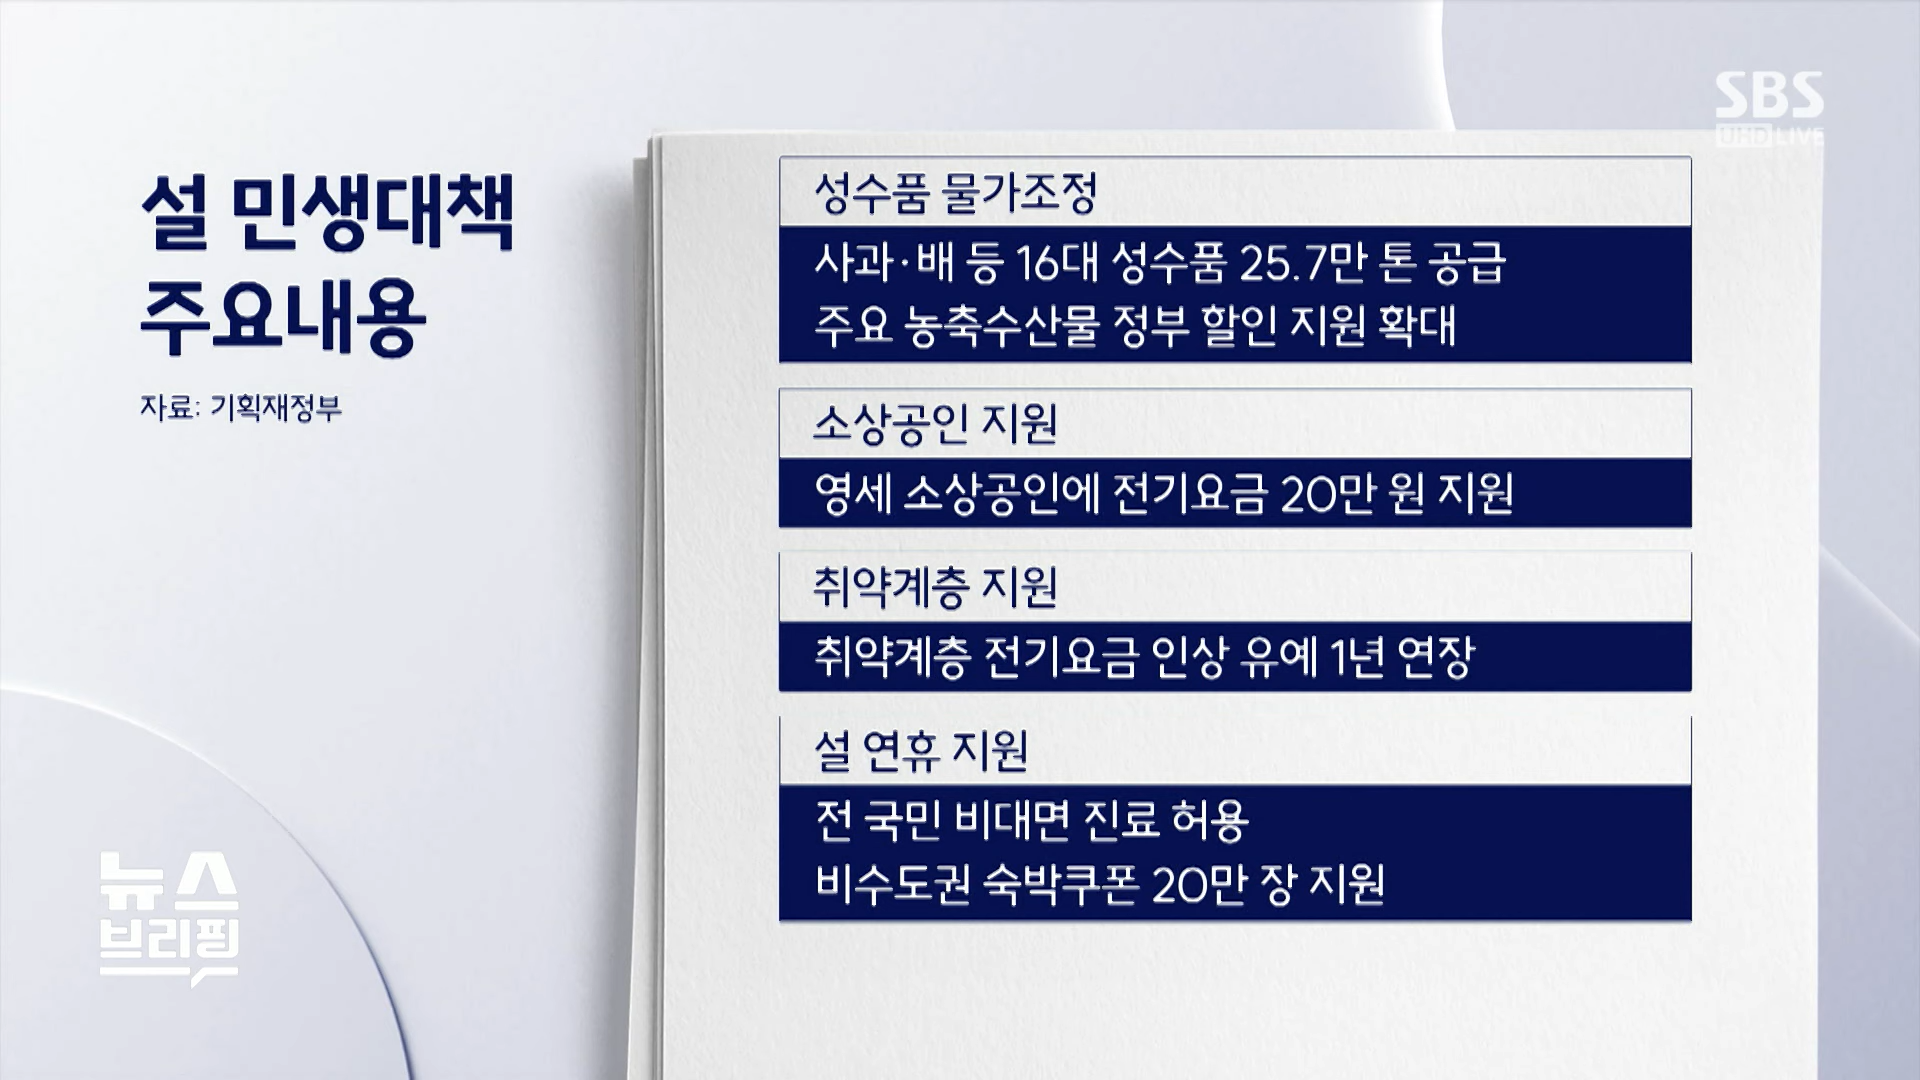 설 민생대책
주요내용
자료: 기획재정부
성수품 물가조정
사과·배 등 16대 성수품 25.7만 톤 공급
주요 농축수산물 정부 할인 지원 확대
소상공인 지원
영세 소상공인에 전기요금 20만 원 지원
취약계층 지원
취약계층 전기요금 인상 유예 1년 연장
설 연휴 지원
전 국민 비대면 진료 허용
비수도권 숙박쿠폰 20만 장 지원
SBS
UHD LIVE
뉴스
브리핑